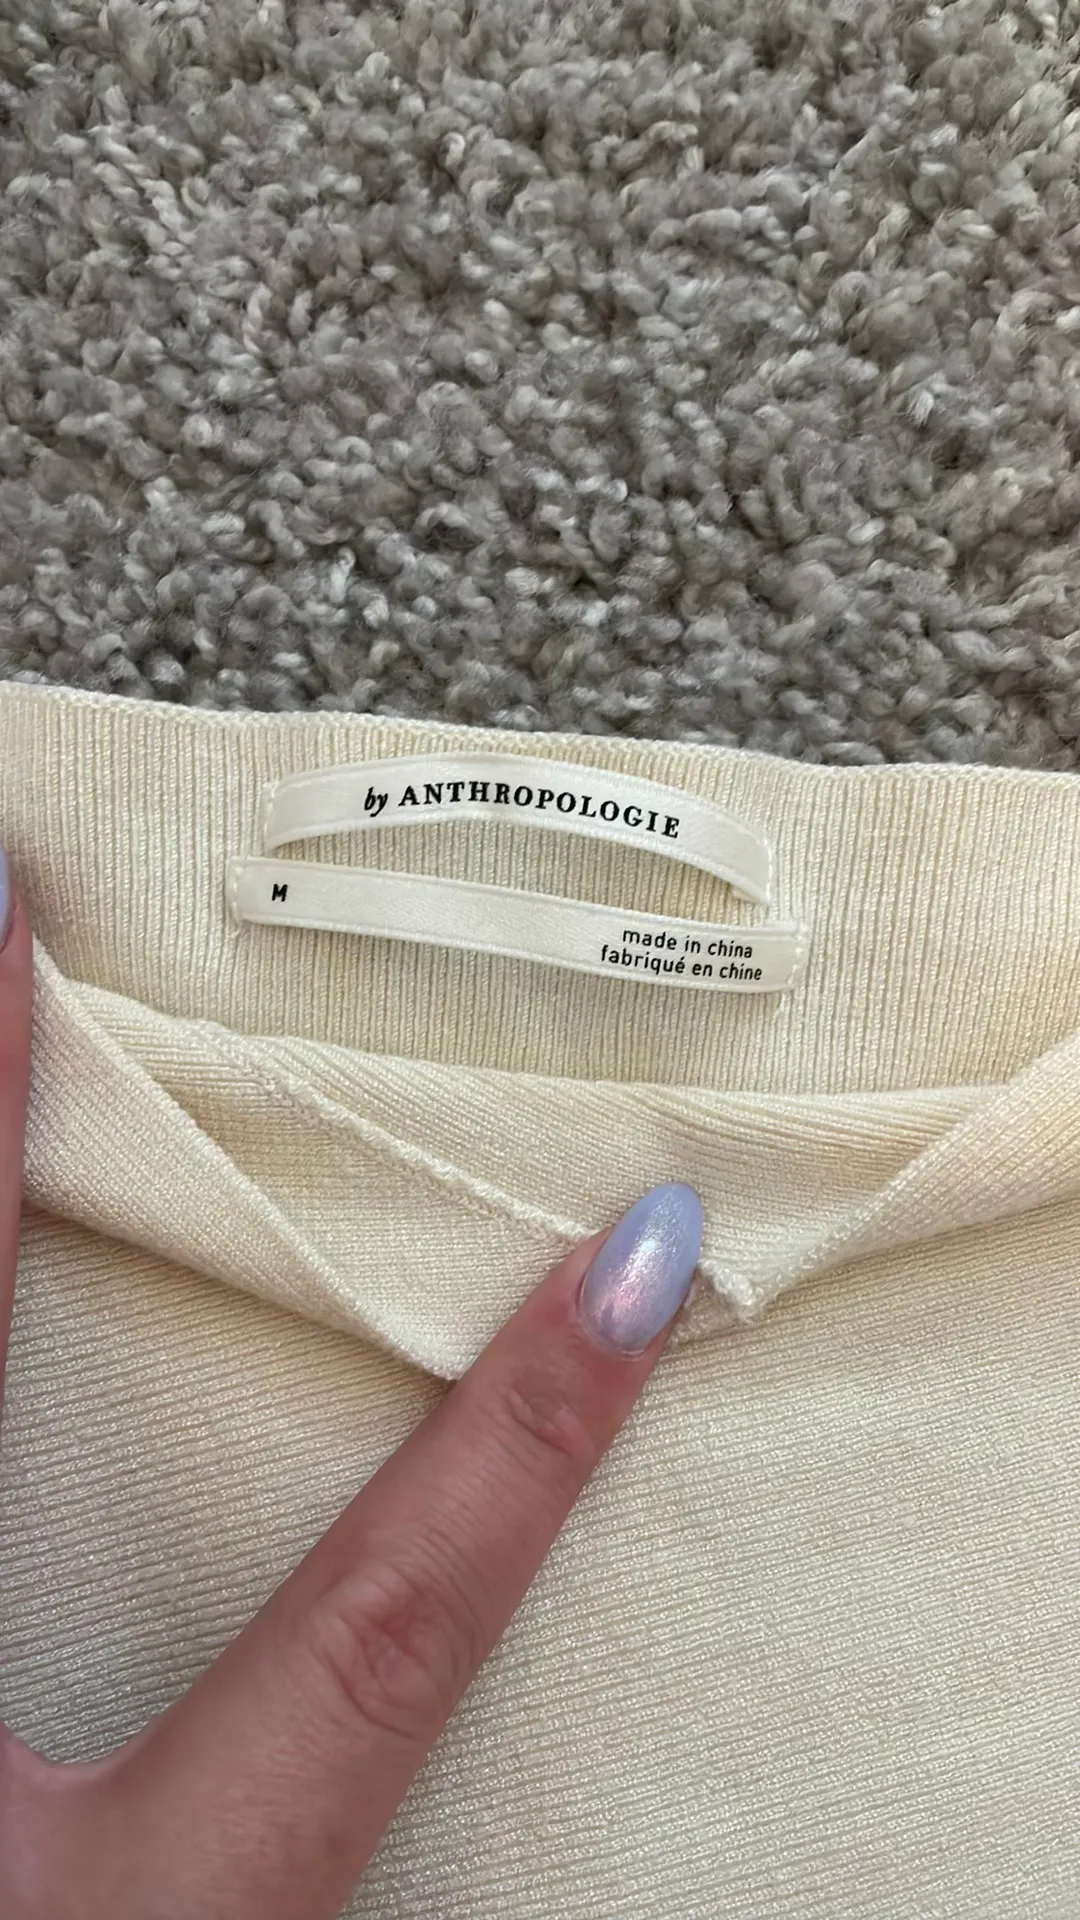 by ANTHROPOLOGIE
M
made in china
fabriqué en chine